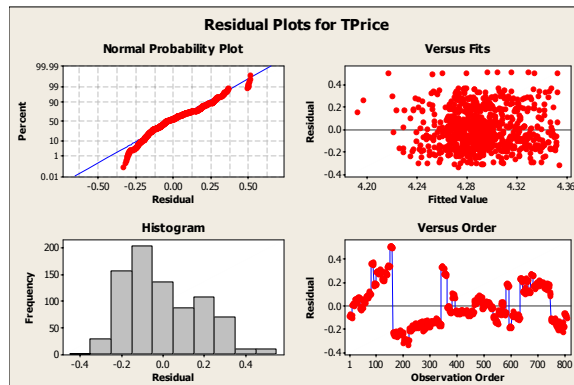 Residual Plots for TPrice
Normal Probability Plot
99.99
99
90
50
10
1
0.01
Percent
-0.50 -0.25 0.00 0.25 0.50
Residual
Versus Fits
0.4
0.2
0.0
-0.2
-0.4
Residual
4.20 4.24 4.28 4.32 4.36
Fitted Value
Histogram
200
150
100
50
0
Frequency
-0.4 -0.2 0.0 0.2 0.4
Residual
Versus Order
0.4
0.2
0.0
-0.2
-0.4
Residual
1 100 200 300 400 500 600 700 800
Observation Order